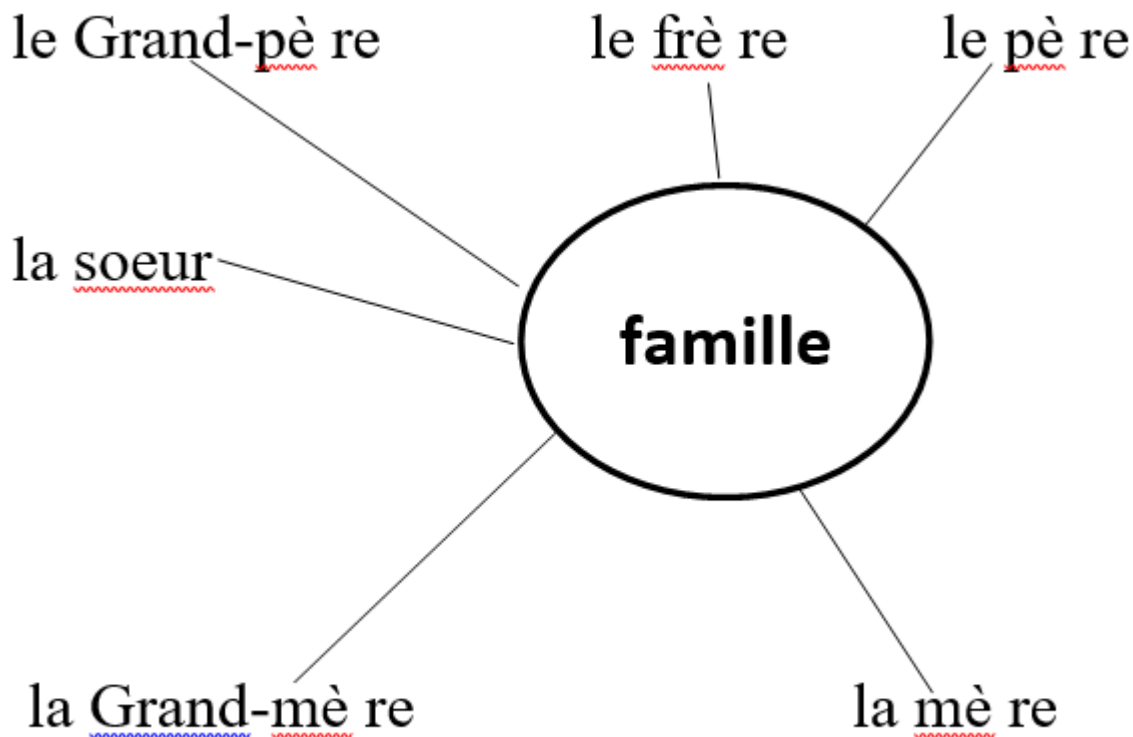 le Grand-pè re
le frè re
le pè re
la soeur
famille
la Grand-mè re
la mè re